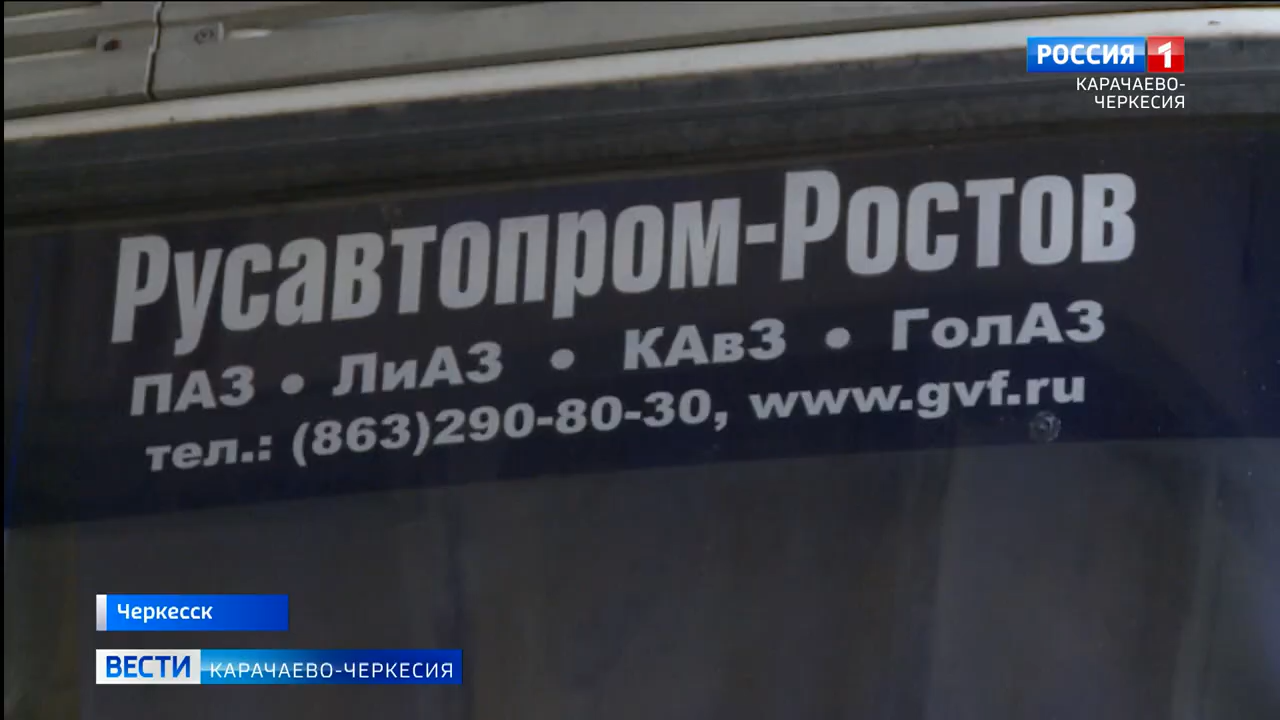 РОССИЯ 1
КАРАЧАЕВО-
ЧЕРКЕСИЯ
Русавтопром-Ростов
ПАЗ • ЛиАЗ • КАвЗ • ГолАЗ
тел.: (863)290-80-30, www.gvf.ru
Черкесск
ВЕСТИ КАРАЧАЕВО-ЧЕРКЕСИЯ